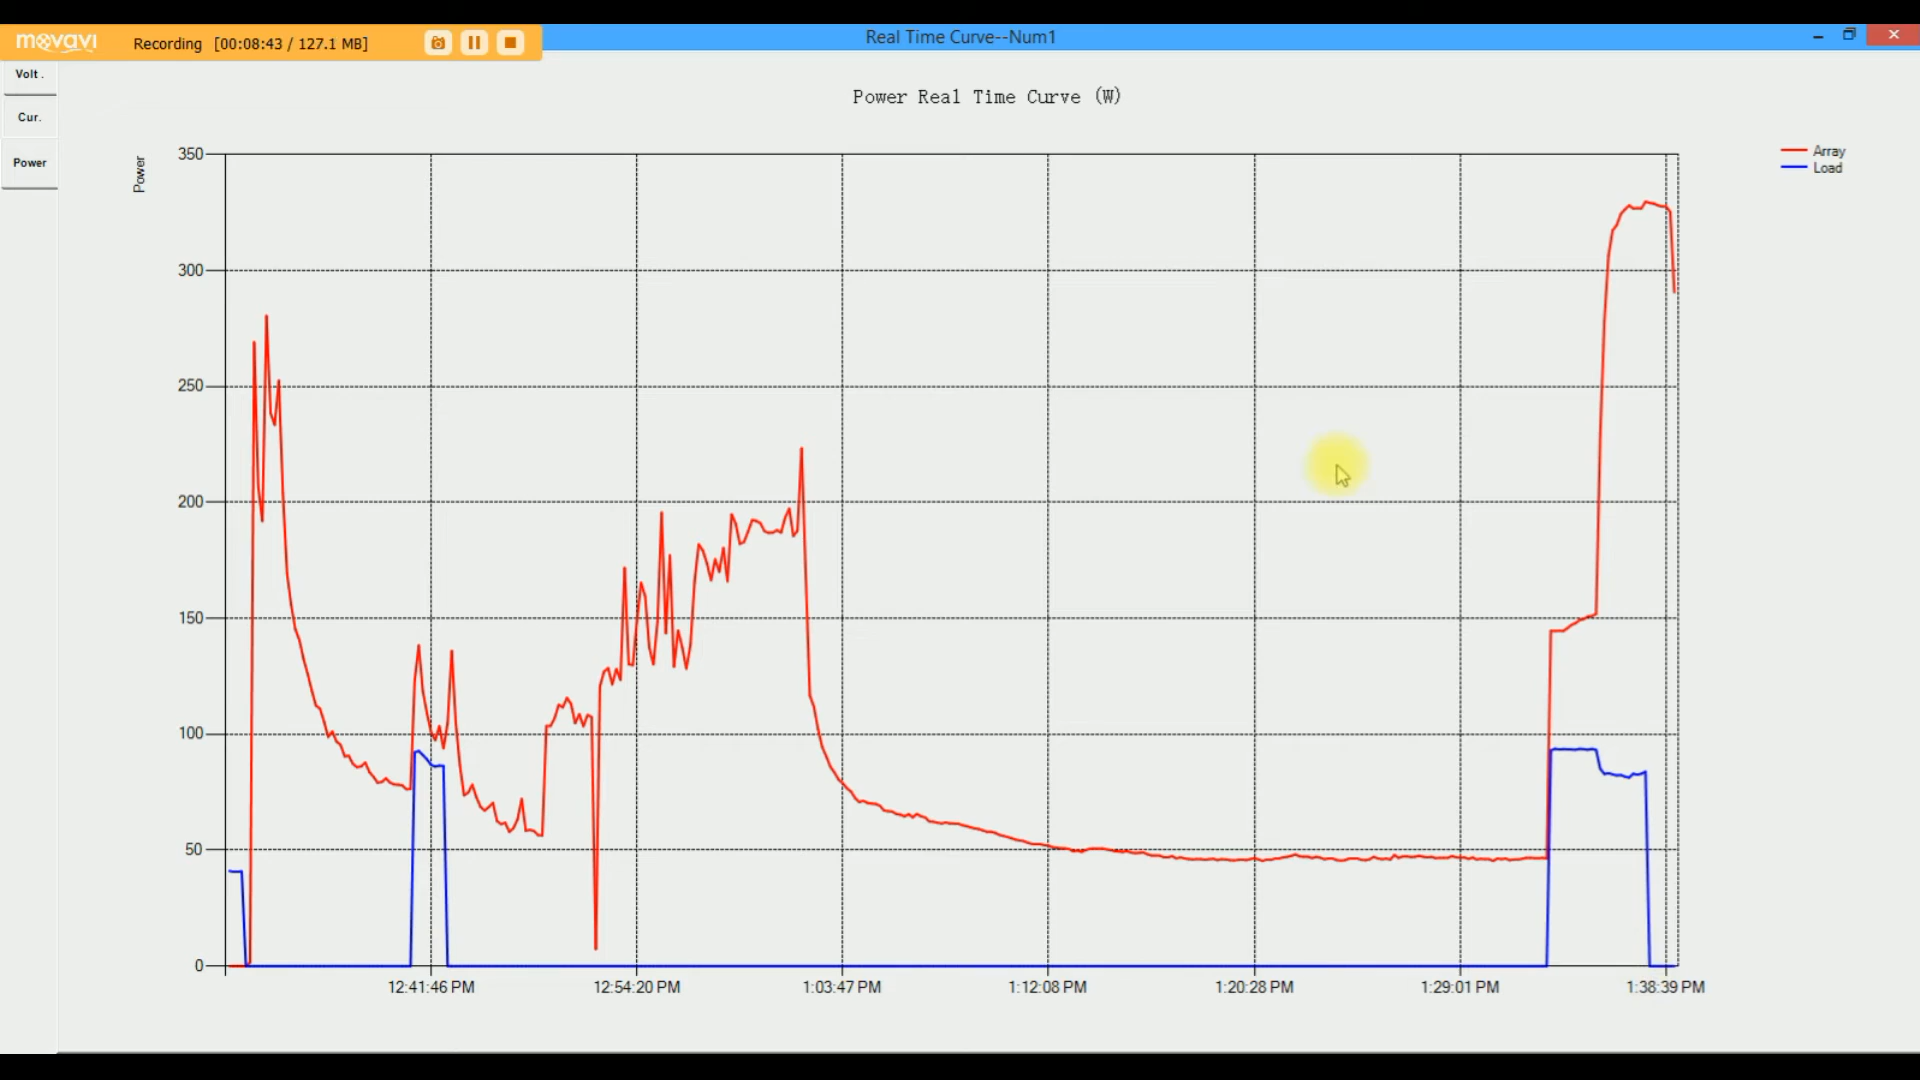 movavi
Recording [00:08:43 / 127.1 MB]
Real Time Curve--Num1
Volt .
Cur.
Power
Power Real Time Curve (W)
Power
Array
Load
350
300
250
200
150
100
50
0
12:41:46 PM 12:54:20 PM 1:03:47 PM 1:12:08 PM 1:20:28 PM 1:29:01 PM 1:38:39 PM